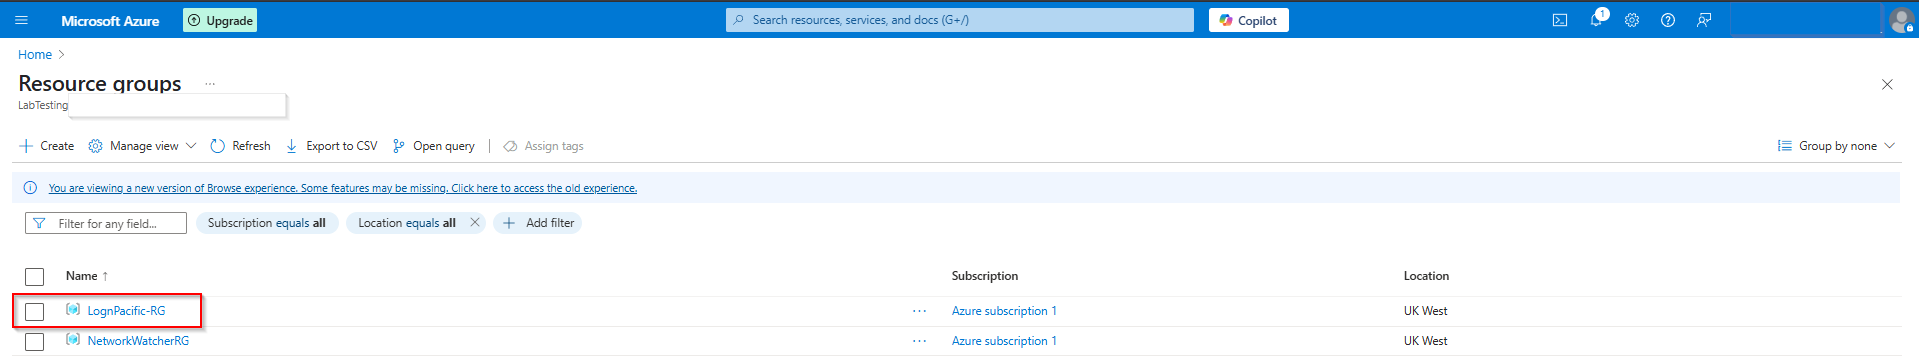 Microsoft Azure Upgrade Search resources, services, and docs (G+/) Copilot 1
Home >
Resource groups ...
LabTesting
+ Create Manage view Refresh Export to CSV Open query | Assign tags Group by none
You are viewing a new version of Browse experience. Some features may be missing. Click here to access the old experience.
Filter for any field... Subscription equals all Location equals all × + Add filter
Name ↑ Subscription Location
LognPacific-RG ... Azure subscription 1 UK West
NetworkWatcherRG ... Azure subscription 1 UK West